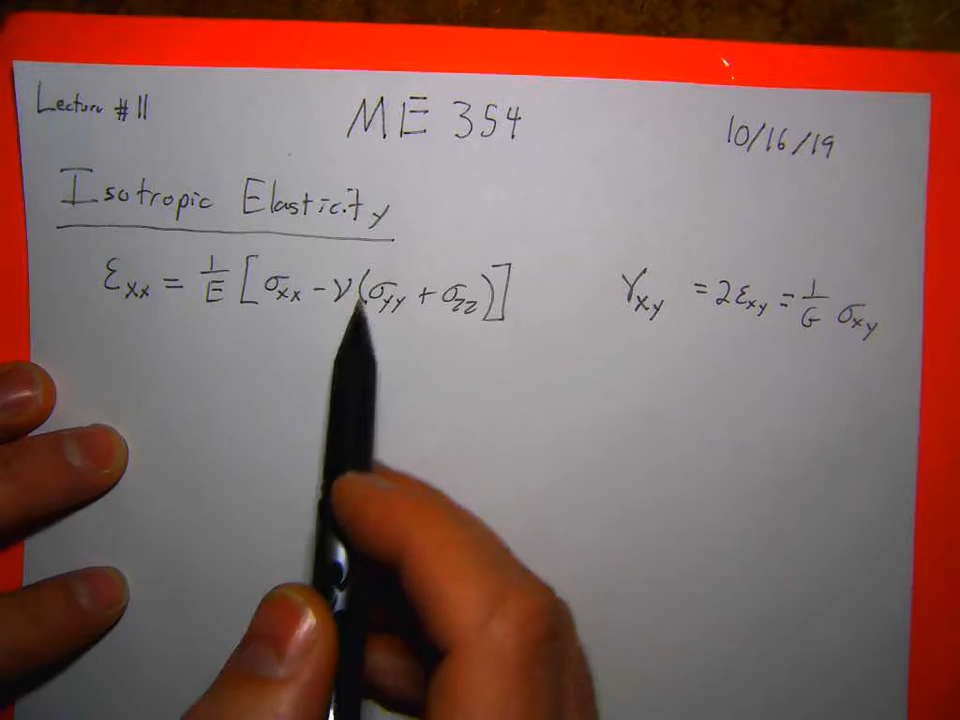 Lecture #11 ME 354 10/16/19
Isotropic Elasticity
εxx = 1/E [σxx - ν(σyy + σzz)] γxy = 2εxy = 1/G σxy